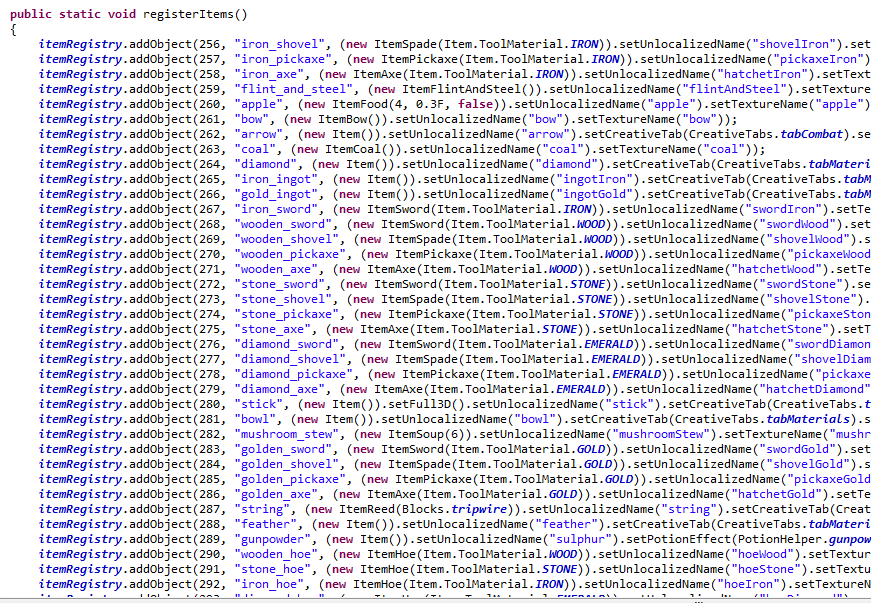 public static void registerItems()
{
itemRegistry.addObject(256, "iron_shovel", (new ItemSpade(Item.ToolMaterial.IRON)).setUnlocalizedName("shovelIron").set
itemRegistry.addObject(257, "iron_pickaxe", (new ItemPickaxe(Item.ToolMaterial.IRON)).setUnlocalizedName("pickaxeIron")
itemRegistry.addObject(258, "iron_axe", (new ItemAxe(Item.ToolMaterial.IRON)).setUnlocalizedName("hatchetIron").setText
itemRegistry.addObject(259, "flint_and_steel", (new ItemFlintAndSteel()).setUnlocalizedName("flintAndSteel").setTexture
itemRegistry.addObject(260, "apple", (new ItemFood(4, 0.3F, false)).setUnlocalizedName("apple").setTextureName("apple")
itemRegistry.addObject(261, "bow", (new ItemBow()).setUnlocalizedName("bow").setTextureName("bow"));
itemRegistry.addObject(262, "arrow", (new Item()).setUnlocalizedName("arrow").setCreativeTab(CreativeTabs.tabCombat).se
itemRegistry.addObject(263, "coal", (new ItemCoal()).setUnlocalizedName("coal").setTextureName("coal"));
itemRegistry.addObject(264, "diamond", (new Item()).setUnlocalizedName("diamond").setCreativeTab(CreativeTabs.tabMateri
itemRegistry.addObject(265, "iron_ingot", (new Item()).setUnlocalizedName("ingotIron").setCreativeTab(CreativeTabs.tabM
itemRegistry.addObject(266, "gold_ingot", (new Item()).setUnlocalizedName("ingotGold").setCreativeTab(CreativeTabs.tabM
itemRegistry.addObject(267, "iron_sword", (new ItemSword(Item.ToolMaterial.IRON)).setUnlocalizedName("swordIron").setTe
itemRegistry.addObject(268, "wooden_sword", (new ItemSword(Item.ToolMaterial.WOOD)).setUnlocalizedName("swordWood").set
itemRegistry.addObject(269, "wooden_shovel", (new ItemSpade(Item.ToolMaterial.WOOD)).setUnlocalizedName("shovelWood").s
itemRegistry.addObject(270, "wooden_pickaxe", (new ItemPickaxe(Item.ToolMaterial.WOOD)).setUnlocalizedName("pickaxeWood
itemRegistry.addObject(271, "wooden_axe", (new ItemAxe(Item.ToolMaterial.WOOD)).setUnlocalizedName("hatchetWood").setTe
itemRegistry.addObject(272, "stone_sword", (new ItemSword(Item.ToolMaterial.STONE)).setUnlocalizedName("swordStone").se
itemRegistry.addObject(273, "stone_shovel", (new ItemSpade(Item.ToolMaterial.STONE)).setUnlocalizedName("shovelStone").
itemRegistry.addObject(274, "stone_pickaxe", (new ItemPickaxe(Item.ToolMaterial.STONE)).setUnlocalizedName("pickaxeSton
itemRegistry.addObject(275, "stone_axe", (new ItemAxe(Item.ToolMaterial.STONE)).setUnlocalizedName("hatchetStone").setT
itemRegistry.addObject(276, "diamond_sword", (new ItemSword(Item.ToolMaterial.EMERALD)).setUnlocalizedName("swordDiamon
itemRegistry.addObject(277, "diamond_shovel", (new ItemSpade(Item.ToolMaterial.EMERALD)).setUnlocalizedName("shovelDiam
itemRegistry.addObject(278, "diamond_pickaxe", (new ItemPickaxe(Item.ToolMaterial.EMERALD)).setUnlocalizedName("pickaxe
itemRegistry.addObject(279, "diamond_axe", (new ItemAxe(Item.ToolMaterial.EMERALD)).setUnlocalizedName("hatchetDiamond"
itemRegistry.addObject(280, "stick", (new Item()).setFull3D().setUnlocalizedName("stick").setCreativeTab(CreativeTabs.t
itemRegistry.addObject(281, "bowl", (new Item()).setUnlocalizedName("bowl").setCreativeTab(CreativeTabs.tabMaterials).s
itemRegistry.addObject(282, "mushroom_stew", (new ItemSoup(6)).setUnlocalizedName("mushroomStew").setTextureName("mushr
itemRegistry.addObject(283, "golden_sword", (new ItemSword(Item.ToolMaterial.GOLD)).setUnlocalizedName("swordGold").set
itemRegistry.addObject(284, "golden_shovel", (new ItemSpade(Item.ToolMaterial.GOLD)).setUnlocalizedName("shovelGold").s
itemRegistry.addObject(285, "golden_pickaxe", (new ItemPickaxe(Item.ToolMaterial.GOLD)).setUnlocalizedName("pickaxeGold
itemRegistry.addObject(286, "golden_axe", (new ItemAxe(Item.ToolMaterial.GOLD)).setUnlocalizedName("hatchetGold").setTe
itemRegistry.addObject(287, "string", (new ItemReed(Blocks.tripwire)).setUnlocalizedName("string").setCreativeTab(Creat
itemRegistry.addObject(288, "feather", (new Item()).setUnlocalizedName("feather").setCreativeTab(CreativeTabs.tabMateri
itemRegistry.addObject(289, "gunpowder", (new Item()).setUnlocalizedName("sulphur").setPotionEffect(PotionHelper.gunpow
itemRegistry.addObject(290, "wooden_hoe", (new ItemHoe(Item.ToolMaterial.WOOD)).setUnlocalizedName("hoeWood").setTextur
itemRegistry.addObject(291, "stone_hoe", (new ItemHoe(Item.ToolMaterial.STONE)).setUnlocalizedName("hoeStone").setTextu
itemRegistry.addObject(292, "iron_hoe", (new ItemHoe(Item.ToolMaterial.IRON)).setUnlocalizedName("hoeIron").setTextureN